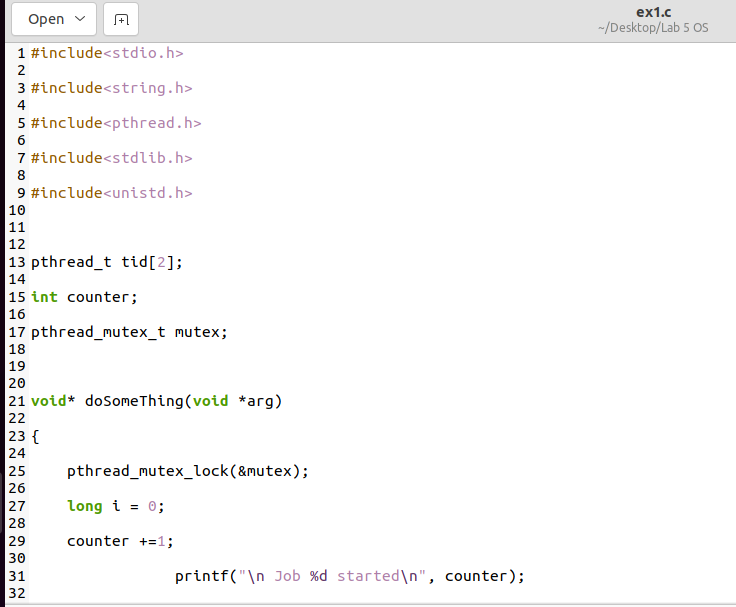 Open
ex1.c
~/Desktop/Lab 5 OS
1 #include<stdio.h>
2
3 #include<string.h>
4
5 #include<pthread.h>
6
7 #include<stdlib.h>
8
9 #include<unistd.h>
10
11
12
13 pthread_t tid[2];
14
15 int counter;
16
17 pthread_mutex_t mutex;
18
19
20
21 void* doSomeThing(void *arg)
22
23 {
24
25     pthread_mutex_lock(&mutex);
26
27     long i = 0;
28
29     counter +=1;
30
31                 printf("\n Job %d started\n", counter);
32